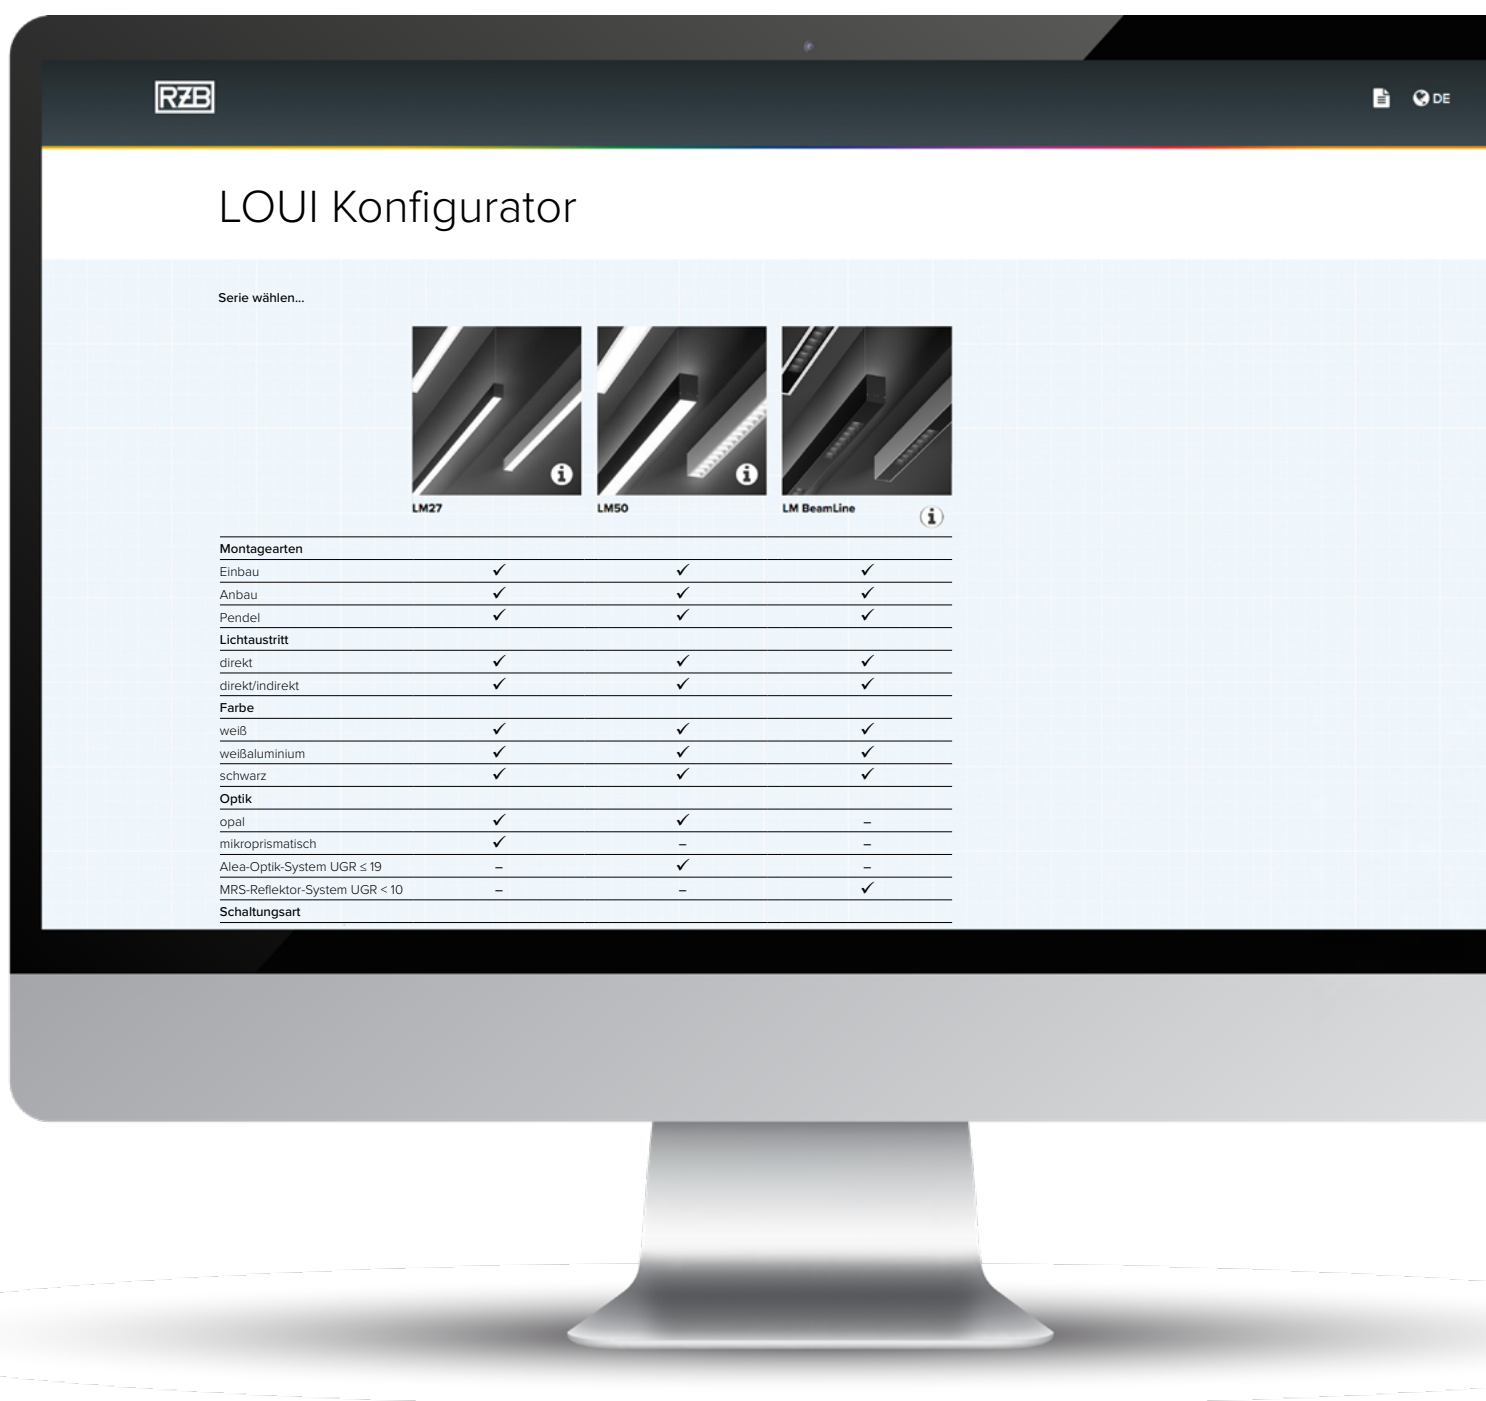 RZB
DE
LOUI Konfigurator
Serie wählen...
LM27 LM50 LM BeamLine
Montagearten
Einbau ✓ ✓ ✓
Anbau ✓ ✓ ✓
Pendel ✓ ✓ ✓
Lichtaustritt
direkt ✓ ✓ ✓
direkt/indirekt ✓ ✓ ✓
Farbe
weiß ✓ ✓ ✓
weißaluminium ✓ ✓ ✓
schwarz ✓ ✓ ✓
Optik
opal ✓ ✓ –
mikroprismatisch ✓ – –
Alea-Optik-System UGR ≤ 19 – ✓ –
MRS-Reflektor-System UGR < 10 – – ✓
Schaltungsart